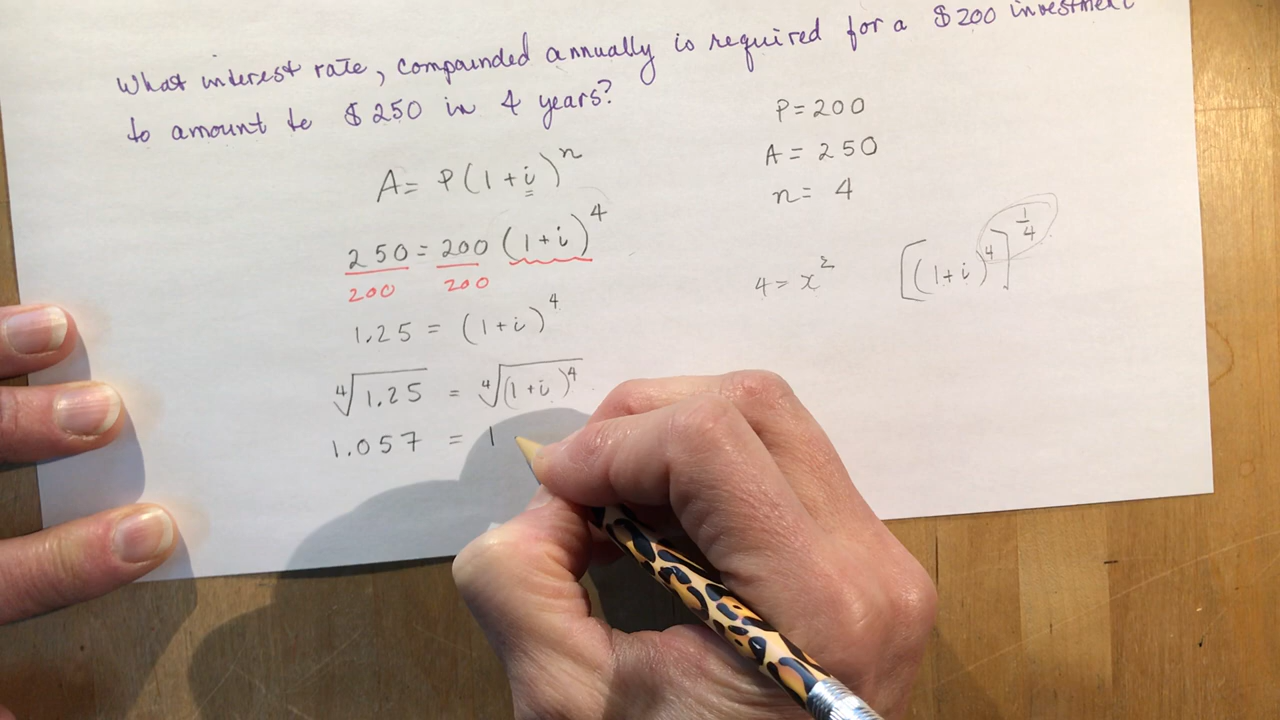 What interest rate, compounded annually is required for a $200 investment
to amount to $250 in 4 years?
A = P(1+i)^n
250 = 200 (1+i)^4
200 200
1.25 = (1+i)^4
∜1.25 = ∜(1+i)^4
1.057 = 1
P=200
A = 250
n = 4
4 = x^2
[(1+i)^4]^1/4